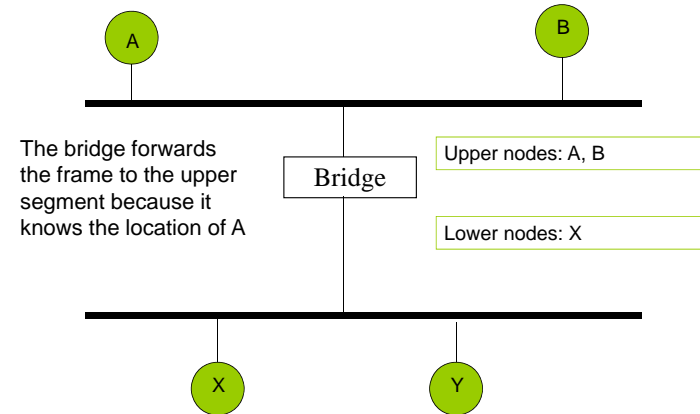 A
B
The bridge forwards
the frame to the upper
segment because it
knows the location of A
Bridge
Upper nodes: A, B
Lower nodes: X
X
Y